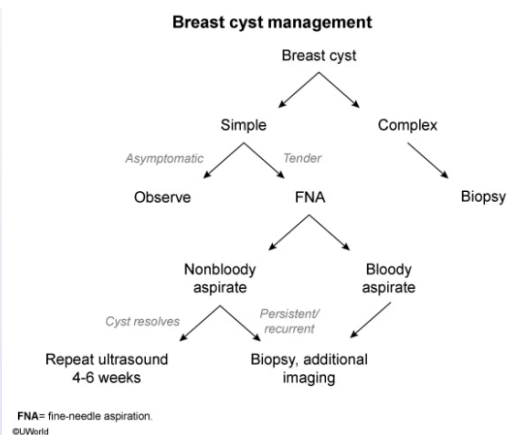 Breast cyst management
Breast cyst
Simple
Complex
Asymptomatic
Tender
Observe
FNA
Biopsy
Nonbloody
aspirate
Bloody
aspirate
Cyst resolves
Persistent/
recurrent
Repeat ultrasound
4-6 weeks
Biopsy, additional
imaging
FNA= fine-needle aspiration.
©UWorld